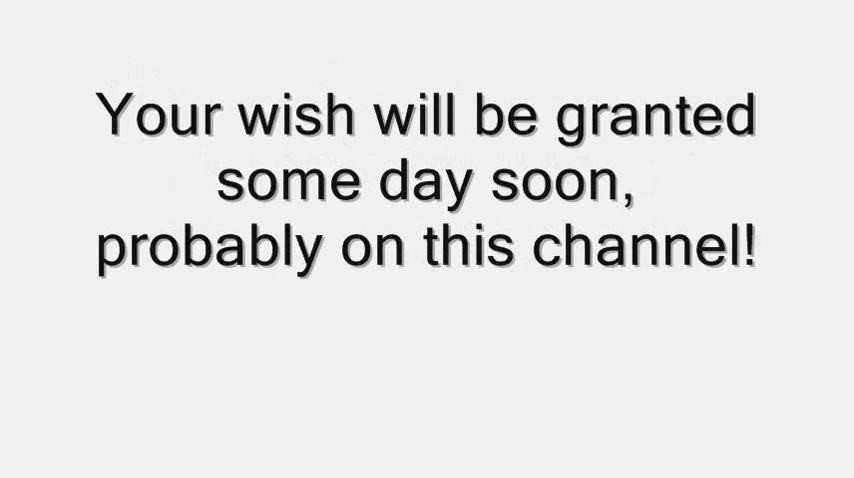 Your wish will be granted
some day soon,
probably on this channel!